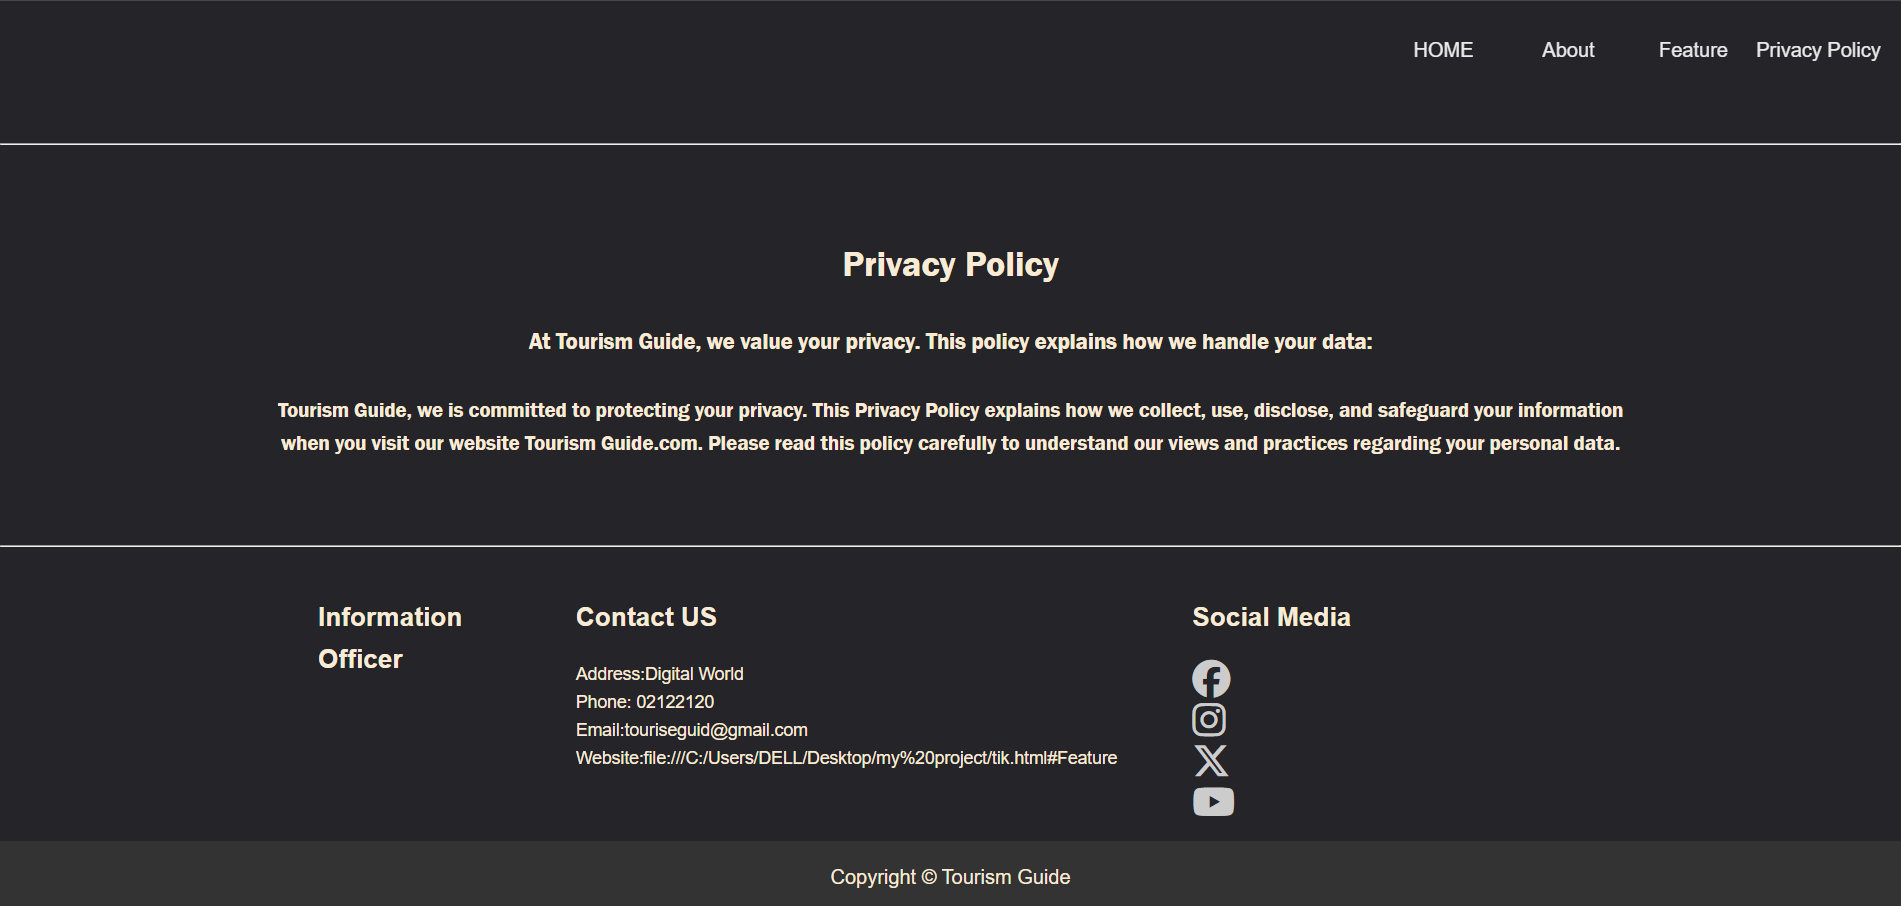 HOME About Feature Privacy Policy
Privacy Policy
At Tourism Guide, we value your privacy. This policy explains how we handle your data:
Tourism Guide, we is committed to protecting your privacy. This Privacy Policy explains how we collect, use, disclose, and safeguard your information
when you visit our website Tourism Guide.com. Please read this policy carefully to understand our views and practices regarding your personal data.
Information
Officer
Contact US
Address:Digital World
Phone: 02122120
Email:touriseguid@gmail.com
Website:file:///C:/Users/DELL/Desktop/my%20project/tik.html#Feature
Social Media
Copyright © Tourism Guide